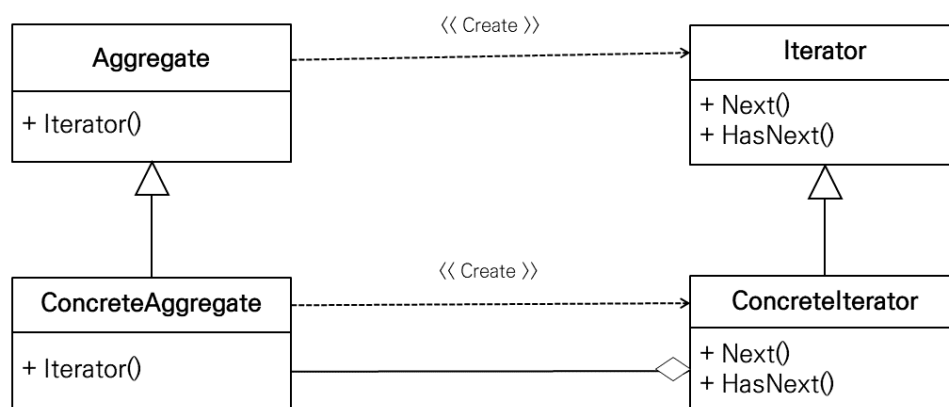 Aggregate
+ Iterator()
《 Create 》
Iterator
+ Next()
+ HasNext()
ConcreteAggregate
+ Iterator()
《 Create 》
ConcreteIterator
+ Next()
+ HasNext()